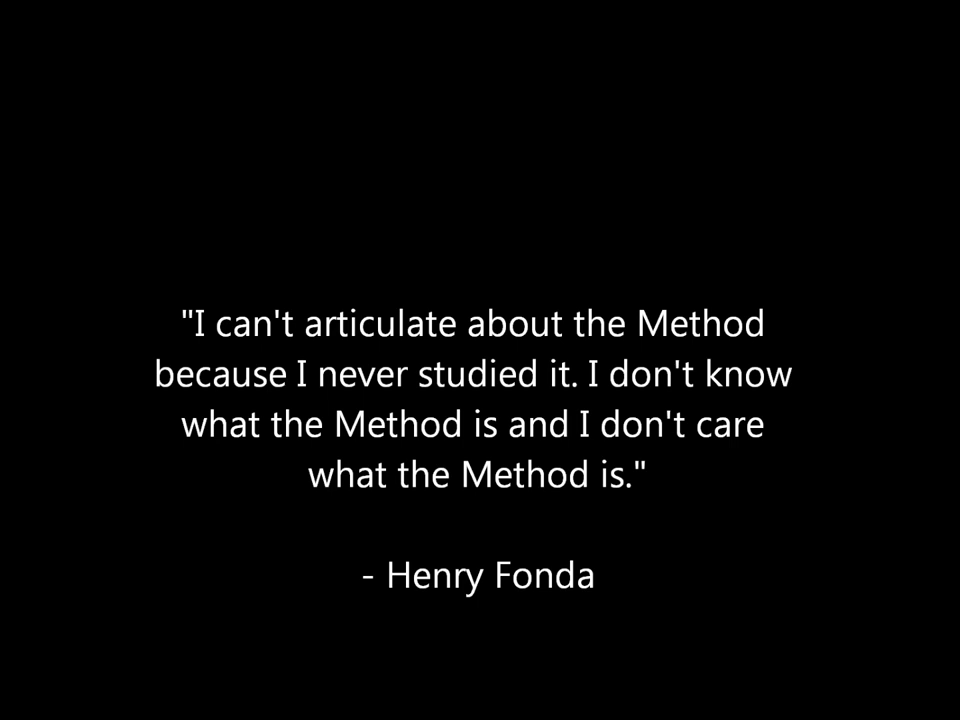 "I can't articulate about the Method
because I never studied it. I don't know
what the Method is and I don't care
what the Method is."
- Henry Fonda